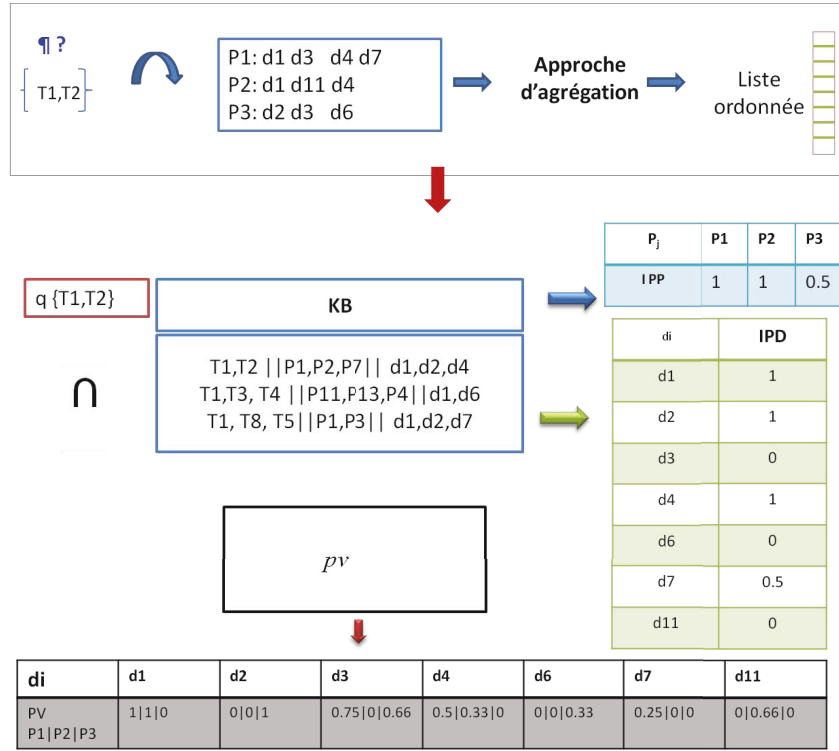 ¶ ?
T1,T2
P1: d1 d3 d4 d7
P2: d1 d11 d4
P3: d2 d3 d6
Approche
d'agrégation
Liste
ordonnée
Pj P1 P2 P3
IPP 1 1 0.5
q {T1,T2}
KB
∩
T1,T2 ||P1,P2,P7|| d1,d2,d4
T1,T3, T4 ||P11,P13,P4||d1,d6
T1, T8, T5||P1,P3|| d1,d2,d7
di IPD
d1 1
d2 1
d3 0
d4 1
d6 0
d7 0.5
d11 0
pv
di d1 d2 d3 d4 d6 d7 d11
PV 1|1|0 0|0|1 0.75|0|0.66 0.5|0.33|0 0|0|0.33 0.25|0|0 0|0.66|0
P1|P2|P3